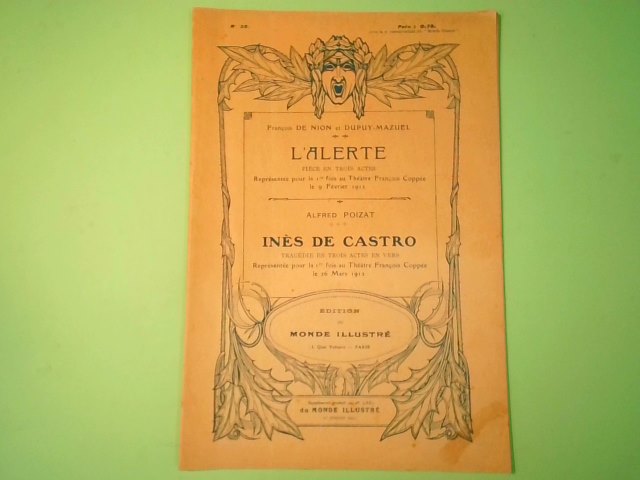 François DE NION et DUPUY-MAZUEL
L'ALERTE
PIÈCE EN TROIS ACTES
Représentée pour la 1re fois au Théâtre François Coppée
le 9 Février 1912
ALFRED POIZAT
INÈS DE CASTRO
TRAGÉDIE EN TROIS ACTES EN VERS
Représentée pour la 1re fois au Théâtre François Coppée
le 26 Mars 1912
ÉDITION
DU
MONDE ILLUSTRÉ
PARIS
du MONDE ILLUSTRÉ